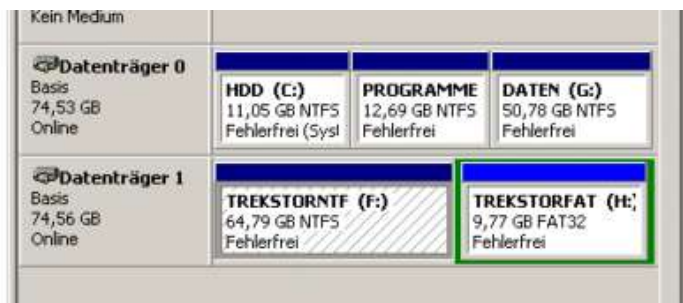 Kein Medium
Datenträger 0
Basis
74,53 GB
Online
HDD (C:)
11,05 GB NTFS
Fehlerfrei (Syst
PROGRAMME
12,69 GB NTFS
Fehlerfrei
DATEN (G:)
50,78 GB NTFS
Fehlerfrei
Datenträger 1
Basis
74,56 GB
Online
TREKSTORNTF (F:)
64,79 GB NTFS
Fehlerfrei
TREKSTORFAT (H:
9,77 GB FAT32
Fehlerfrei